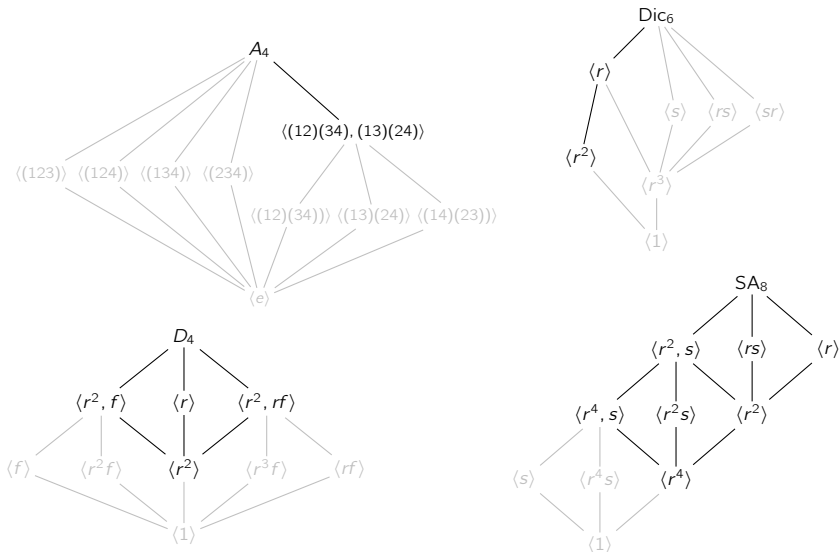 A₄
⟨(12)(34), (13)(24)⟩
⟨(123)⟩ ⟨(124)⟩ ⟨(134)⟩ ⟨(234)⟩
⟨(12)(34))⟩ ⟨(13)(24)⟩ ⟨(14)(23))⟩
⟨e⟩
Dic₆
⟨r⟩
⟨s⟩ ⟨rs⟩ ⟨sr⟩
⟨r²⟩
⟨r³⟩
⟨1⟩
D₄
⟨r², f⟩ ⟨r⟩ ⟨r², rf⟩
⟨f⟩ ⟨r²f⟩ ⟨r²⟩ ⟨r³f⟩ ⟨rf⟩
⟨1⟩
SA₈
⟨r², s⟩ ⟨rs⟩ ⟨r⟩
⟨r⁴, s⟩ ⟨r²s⟩ ⟨r²⟩
⟨s⟩ ⟨r⁴s⟩ ⟨r⁴⟩
⟨1⟩